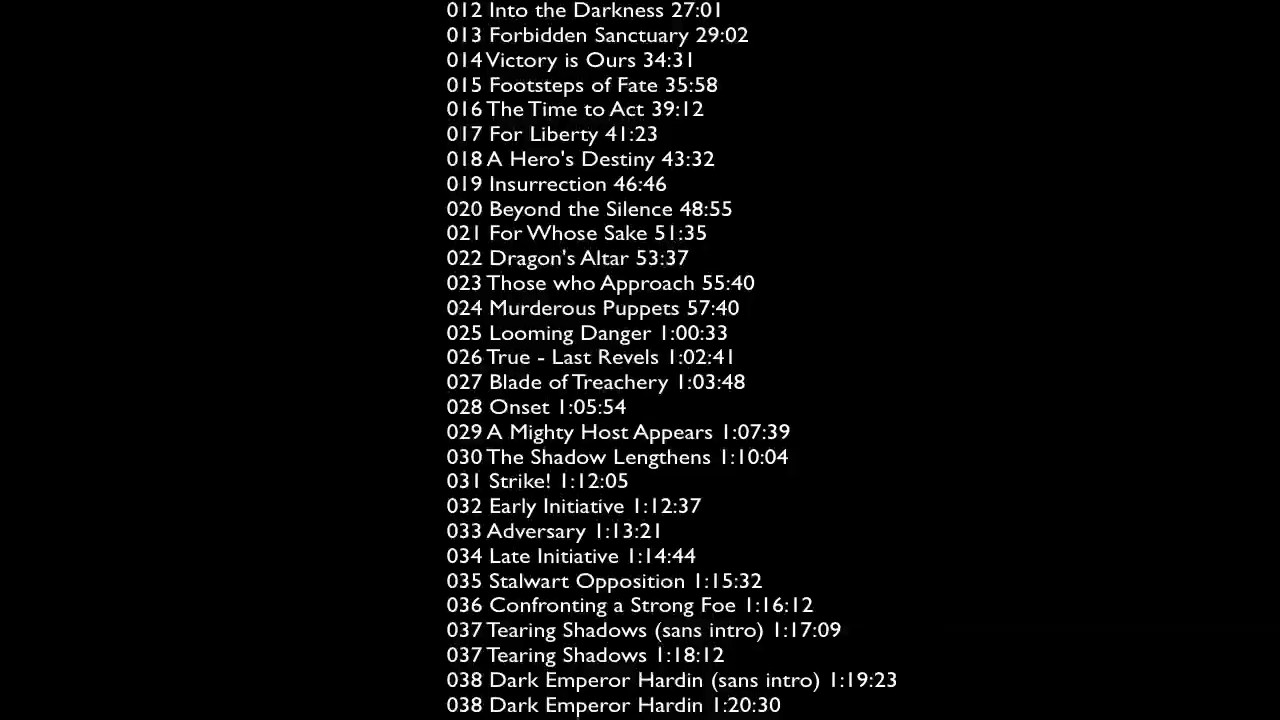 012 Into the Darkness 27:01
013 Forbidden Sanctuary 29:02
014 Victory is Ours 34:31
015 Footsteps of Fate 35:58
016 The Time to Act 39:12
017 For Liberty 41:23
018 A Hero's Destiny 43:32
019 Insurrection 46:46
020 Beyond the Silence 48:55
021 For Whose Sake 51:35
022 Dragon's Altar 53:37
023 Those who Approach 55:40
024 Murderous Puppets 57:40
025 Looming Danger 1:00:33
026 True - Last Revels 1:02:41
027 Blade of Treachery 1:03:48
028 Onset 1:05:54
029 A Mighty Host Appears 1:07:39
030 The Shadow Lengthens 1:10:04
031 Strike! 1:12:05
032 Early Initiative 1:12:37
033 Adversary 1:13:21
034 Late Initiative 1:14:44
035 Stalwart Opposition 1:15:32
036 Confronting a Strong Foe 1:16:12
037 Tearing Shadows (sans intro) 1:17:09
037 Tearing Shadows 1:18:12
038 Dark Emperor Hardin (sans intro) 1:19:23
038 Dark Emperor Hardin 1:20:30